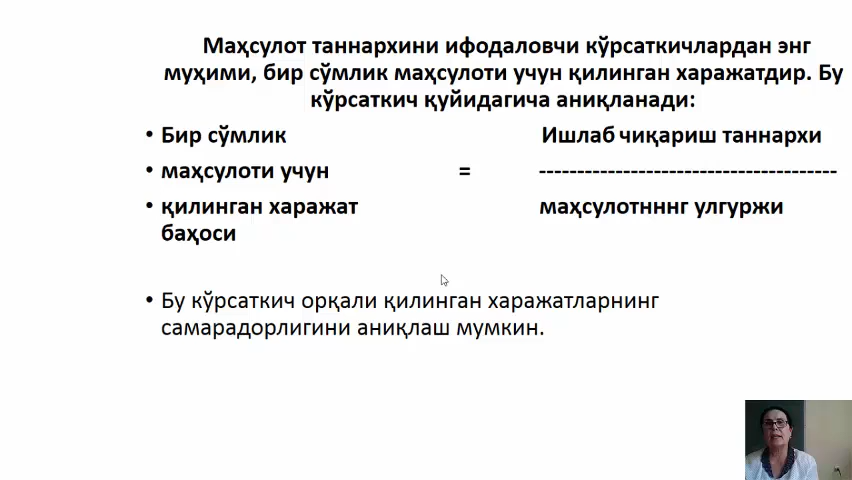 Маҳсулот таннархини ифодаловчи кўрсаткичлардан энг
муҳими, бир сўмлик маҳсулоти учун қилинган харажатдир. Бу
кўрсаткич қуйидагича аниқланади:
• Бир сўмлик Ишлаб чиқариш таннархи
• маҳсулоти учун = ---------------------------------------
• қилинган харажат маҳсулотнннг улгуржи
баҳоси
• Бу кўрсаткич орқали қилинган харажатларнинг
самарадорлигини аниқлаш мумкин.